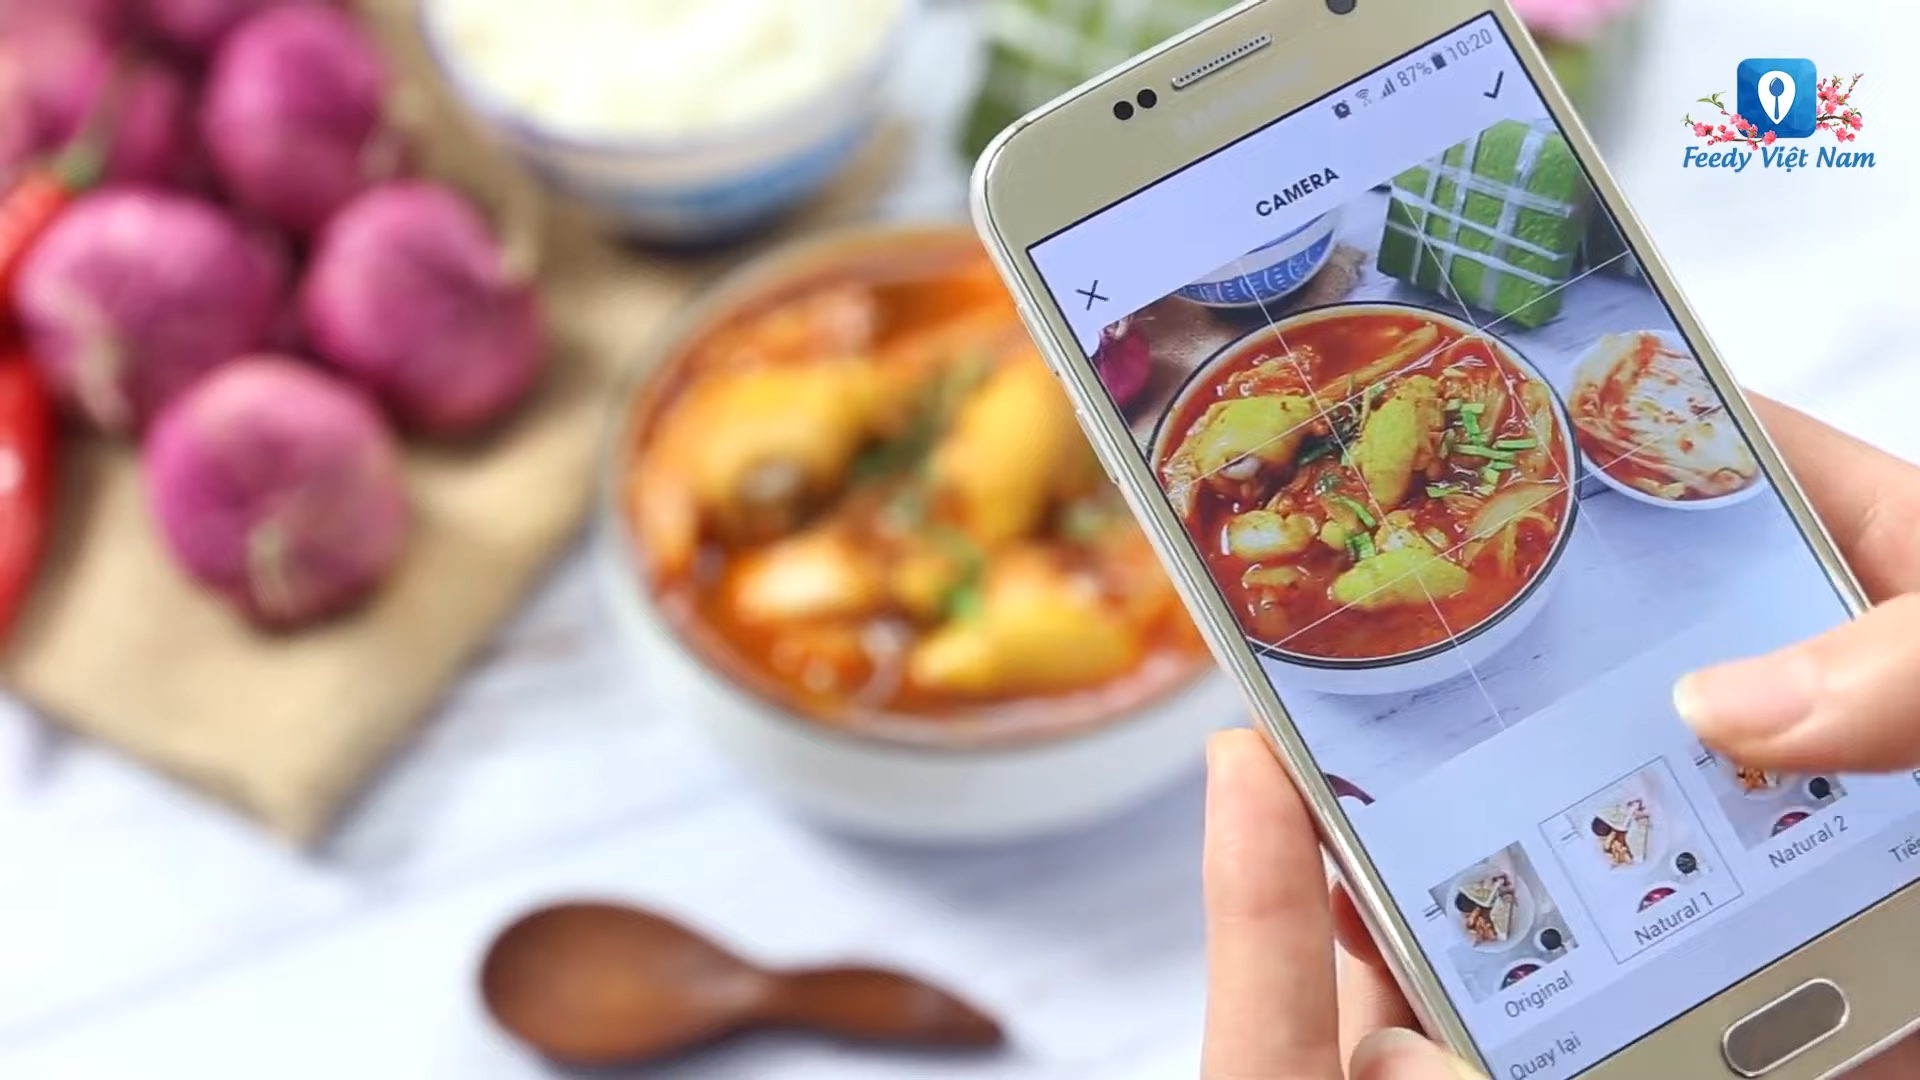 Feedy Việt Nam
87% 10:20
CAMERA
Original
Natural 1
Natural 2
Quay lại